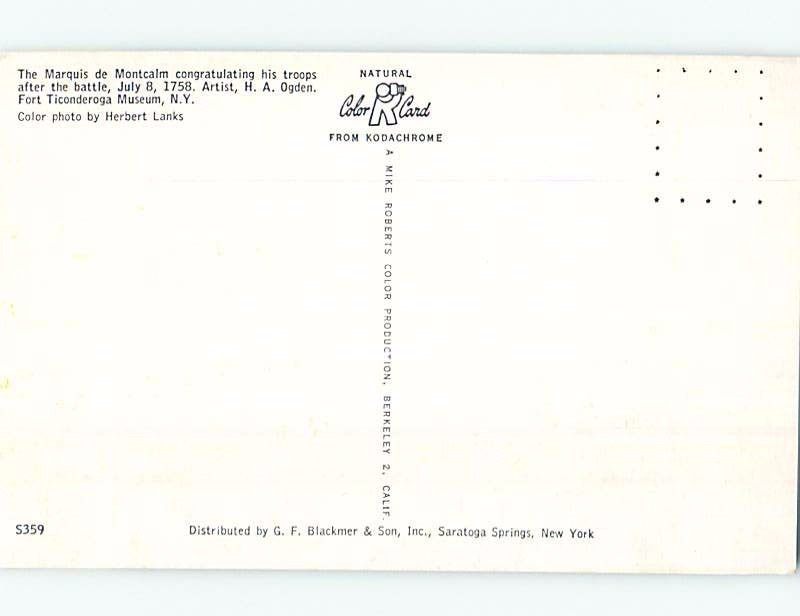 The Marquis de Montcalm congratulating his troops
after the battle, July 8, 1758. Artist, H. A. Ogden.
Fort Ticonderoga Museum, N.Y.
Color photo by Herbert Lanks
NATURAL
Color Card
FROM KODACHROME
A MIKE ROBERTS COLOR PRODUCTION, BERKELEY 2, CALIF.
S359
Distributed by G. F. Blackmer & Son, Inc., Saratoga Springs, New York